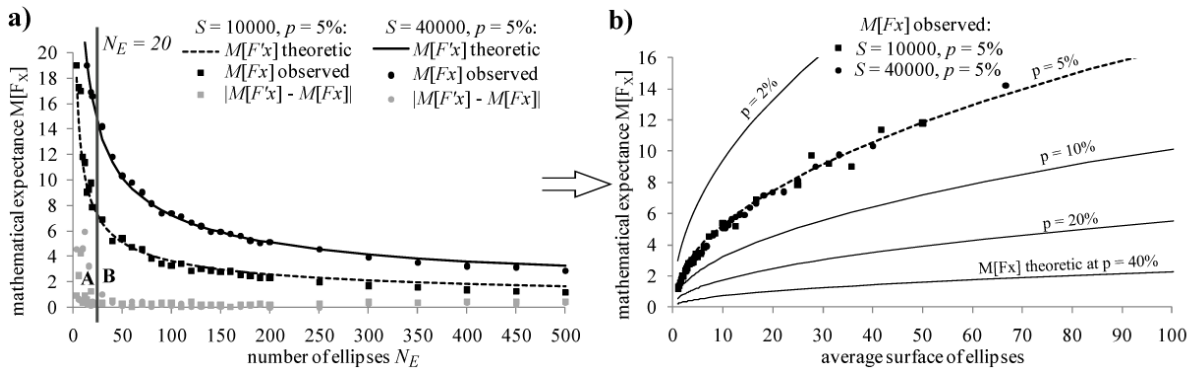 a)
N_E = 20
S = 10000, p = 5%:
M[F'x] theoretic
M[Fx] observed
|M[F'x] - M[Fx]|
S = 40000, p = 5%:
M[F'x] theoretic
M[Fx] observed
|M[F'x] - M[Fx]|
mathematical expectance M[F_X]
20
18
16
14
12
10
8
6
4
2
0
A
B
0 50 100 150 200 250 300 350 400 450 500
number of ellipses N_E
b)
M[Fx] observed:
S = 10000, p = 5%
S = 40000, p = 5%
mathematical expectance M[F_X]
16
14
12
10
8
6
4
2
0
p = 2%
p = 5%
p = 10%
p = 20%
M[Fx] theoretic at p = 40%
0 10 20 30 40 50 60 70 80 90 100
average surface of ellipses